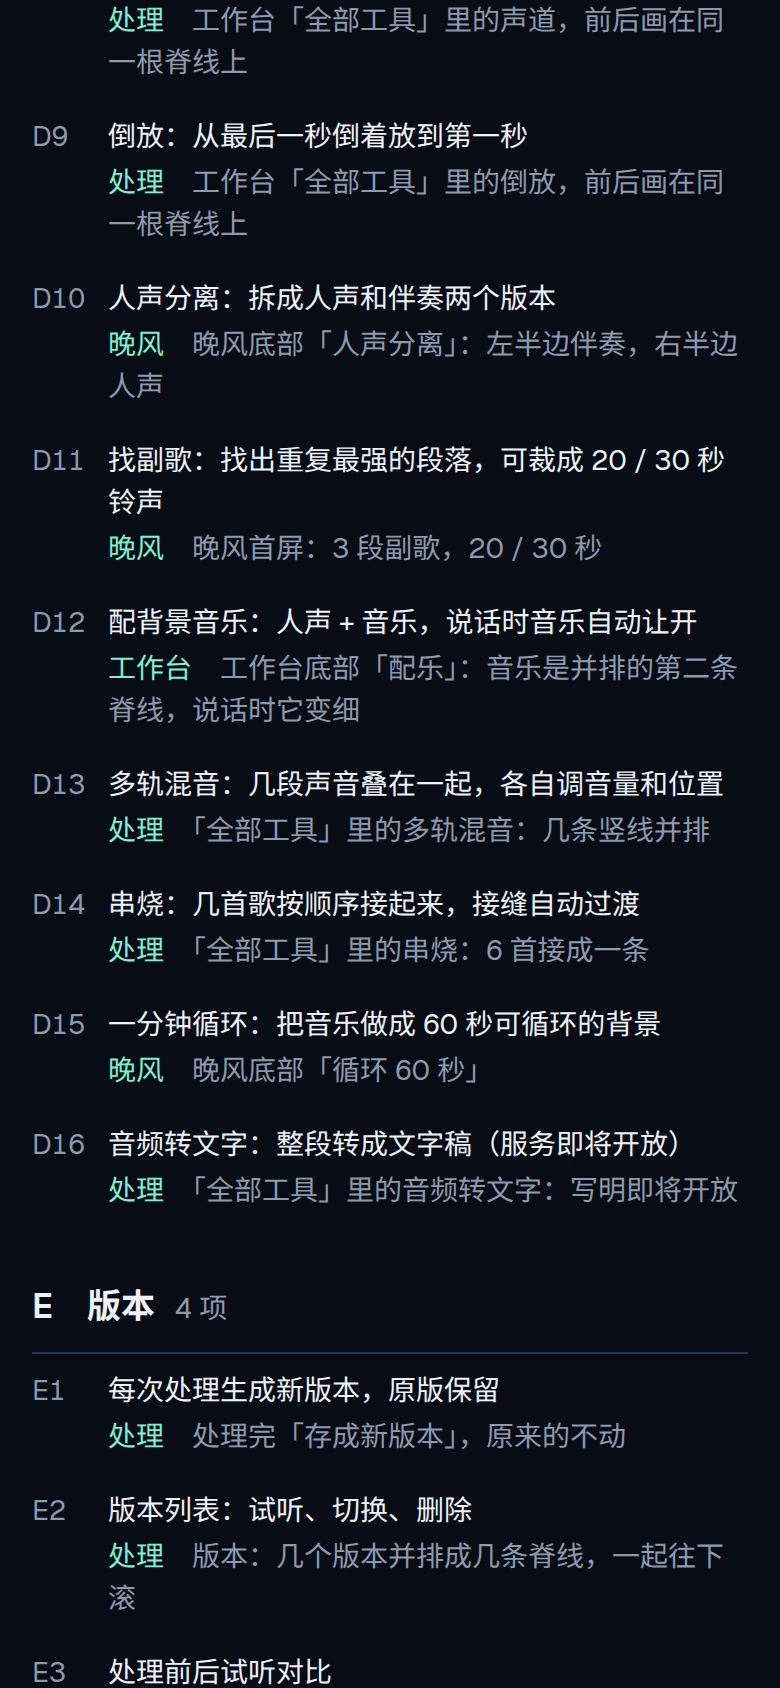 处理 工作台「全部工具」里的声道，前后画在同
一根脊线上
D9 倒放：从最后一秒倒着放到第一秒
处理 工作台「全部工具」里的倒放，前后画在同
一根脊线上
D10 人声分离：拆成人声和伴奏两个版本
晚风 晚风底部「人声分离」：左半边伴奏，右半边
人声
D11 找副歌：找出重复最强的段落，可裁成 20 / 30 秒
铃声
晚风 晚风首屏：3 段副歌，20 / 30 秒
D12 配背景音乐：人声 + 音乐，说话时音乐自动让开
工作台 工作台底部「配乐」：音乐是并排的第二条
脊线，说话时它变细
D13 多轨混音：几段声音叠在一起，各自调音量和位置
处理 「全部工具」里的多轨混音：几条竖线并排
D14 串烧：几首歌按顺序接起来，接缝自动过渡
处理 「全部工具」里的串烧：6 首接成一条
D15 一分钟循环：把音乐做成 60 秒可循环的背景
晚风 晚风底部「循环 60 秒」
D16 音频转文字：整段转成文字稿（服务即将开放）
处理 「全部工具」里的音频转文字：写明即将开放
E 版本 4 项
E1 每次处理生成新版本，原版保留
处理 处理完「存成新版本」，原来的不动
E2 版本列表：试听、切换、删除
处理 版本：几个版本并排成几条脊线，一起往下
滚
E3 处理前后试听对比